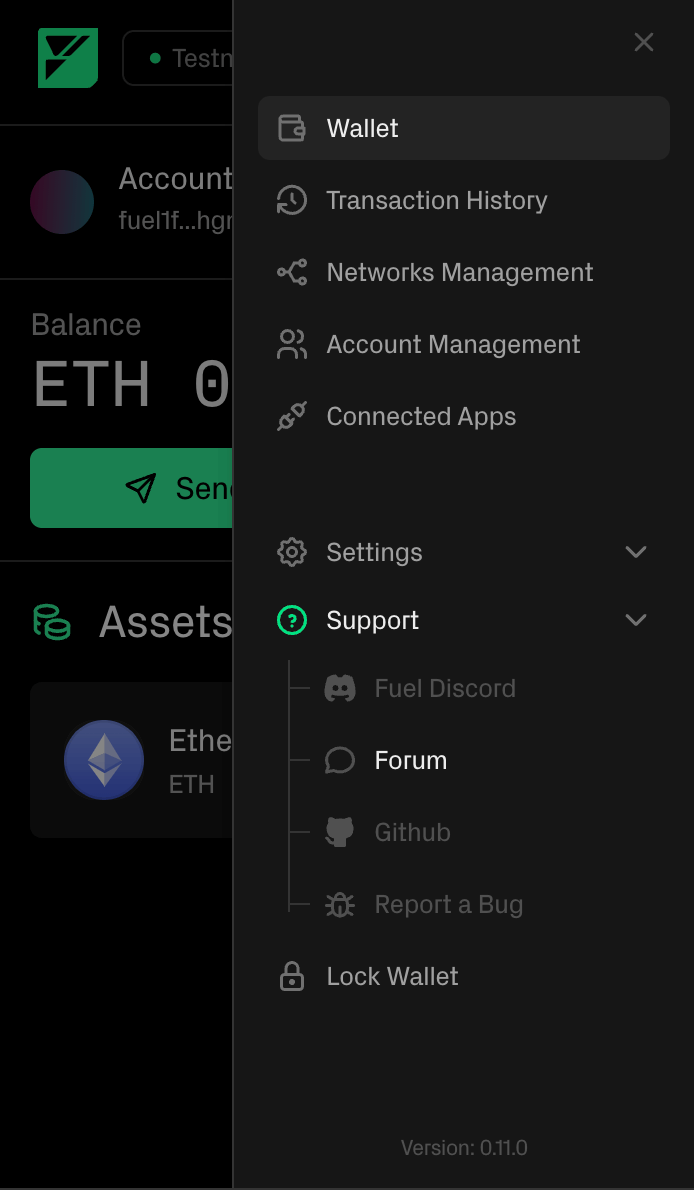 Testn
Account
fuel1f...hgr
Balance
ETH 0
Send
Assets
Ethe
ETH
Wallet
Transaction History
Networks Management
Account Management
Connected Apps
Settings
Support
Fuel Discord
Forum
Github
Report a Bug
Lock Wallet
Version: 0.11.0